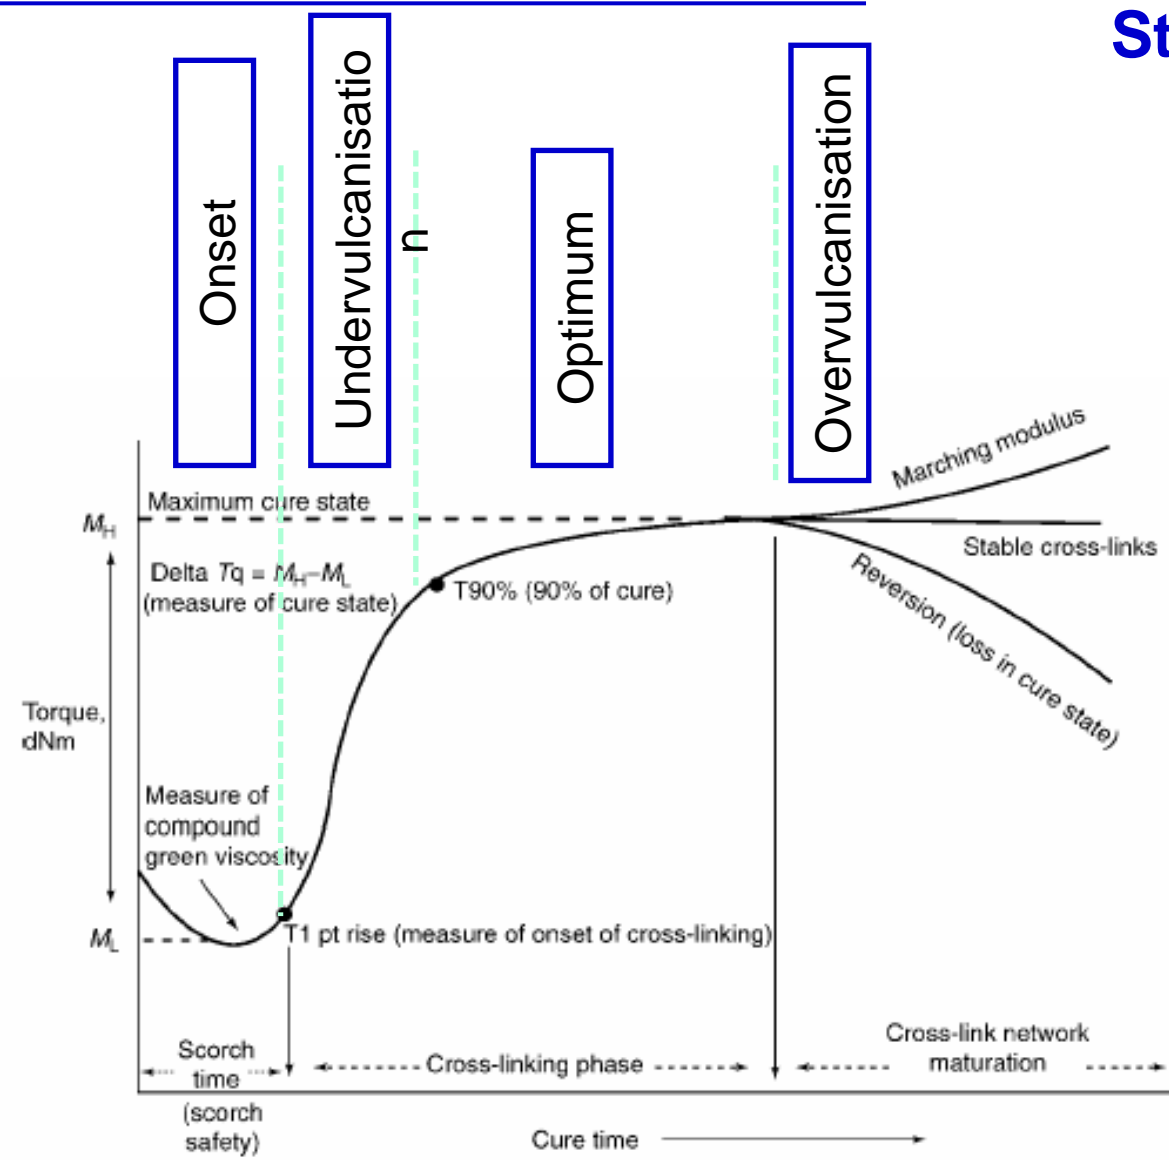 St
Onset
Undervulcanisatio
n
Optimum
Overvulcanisation
Marching modulus
Maximum cure state
MH
Stable cross-links
Delta Tq = MH–ML
(measure of cure state)
T90% (90% of cure)
Reversion (loss in cure state)
Torque,
dNm
Measure of
compound
green viscosity
ML
T1 pt rise (measure of onset of cross-linking)
Scorch
time
(scorch
safety)
Cross-linking phase
Cross-link network
maturation
Cure time